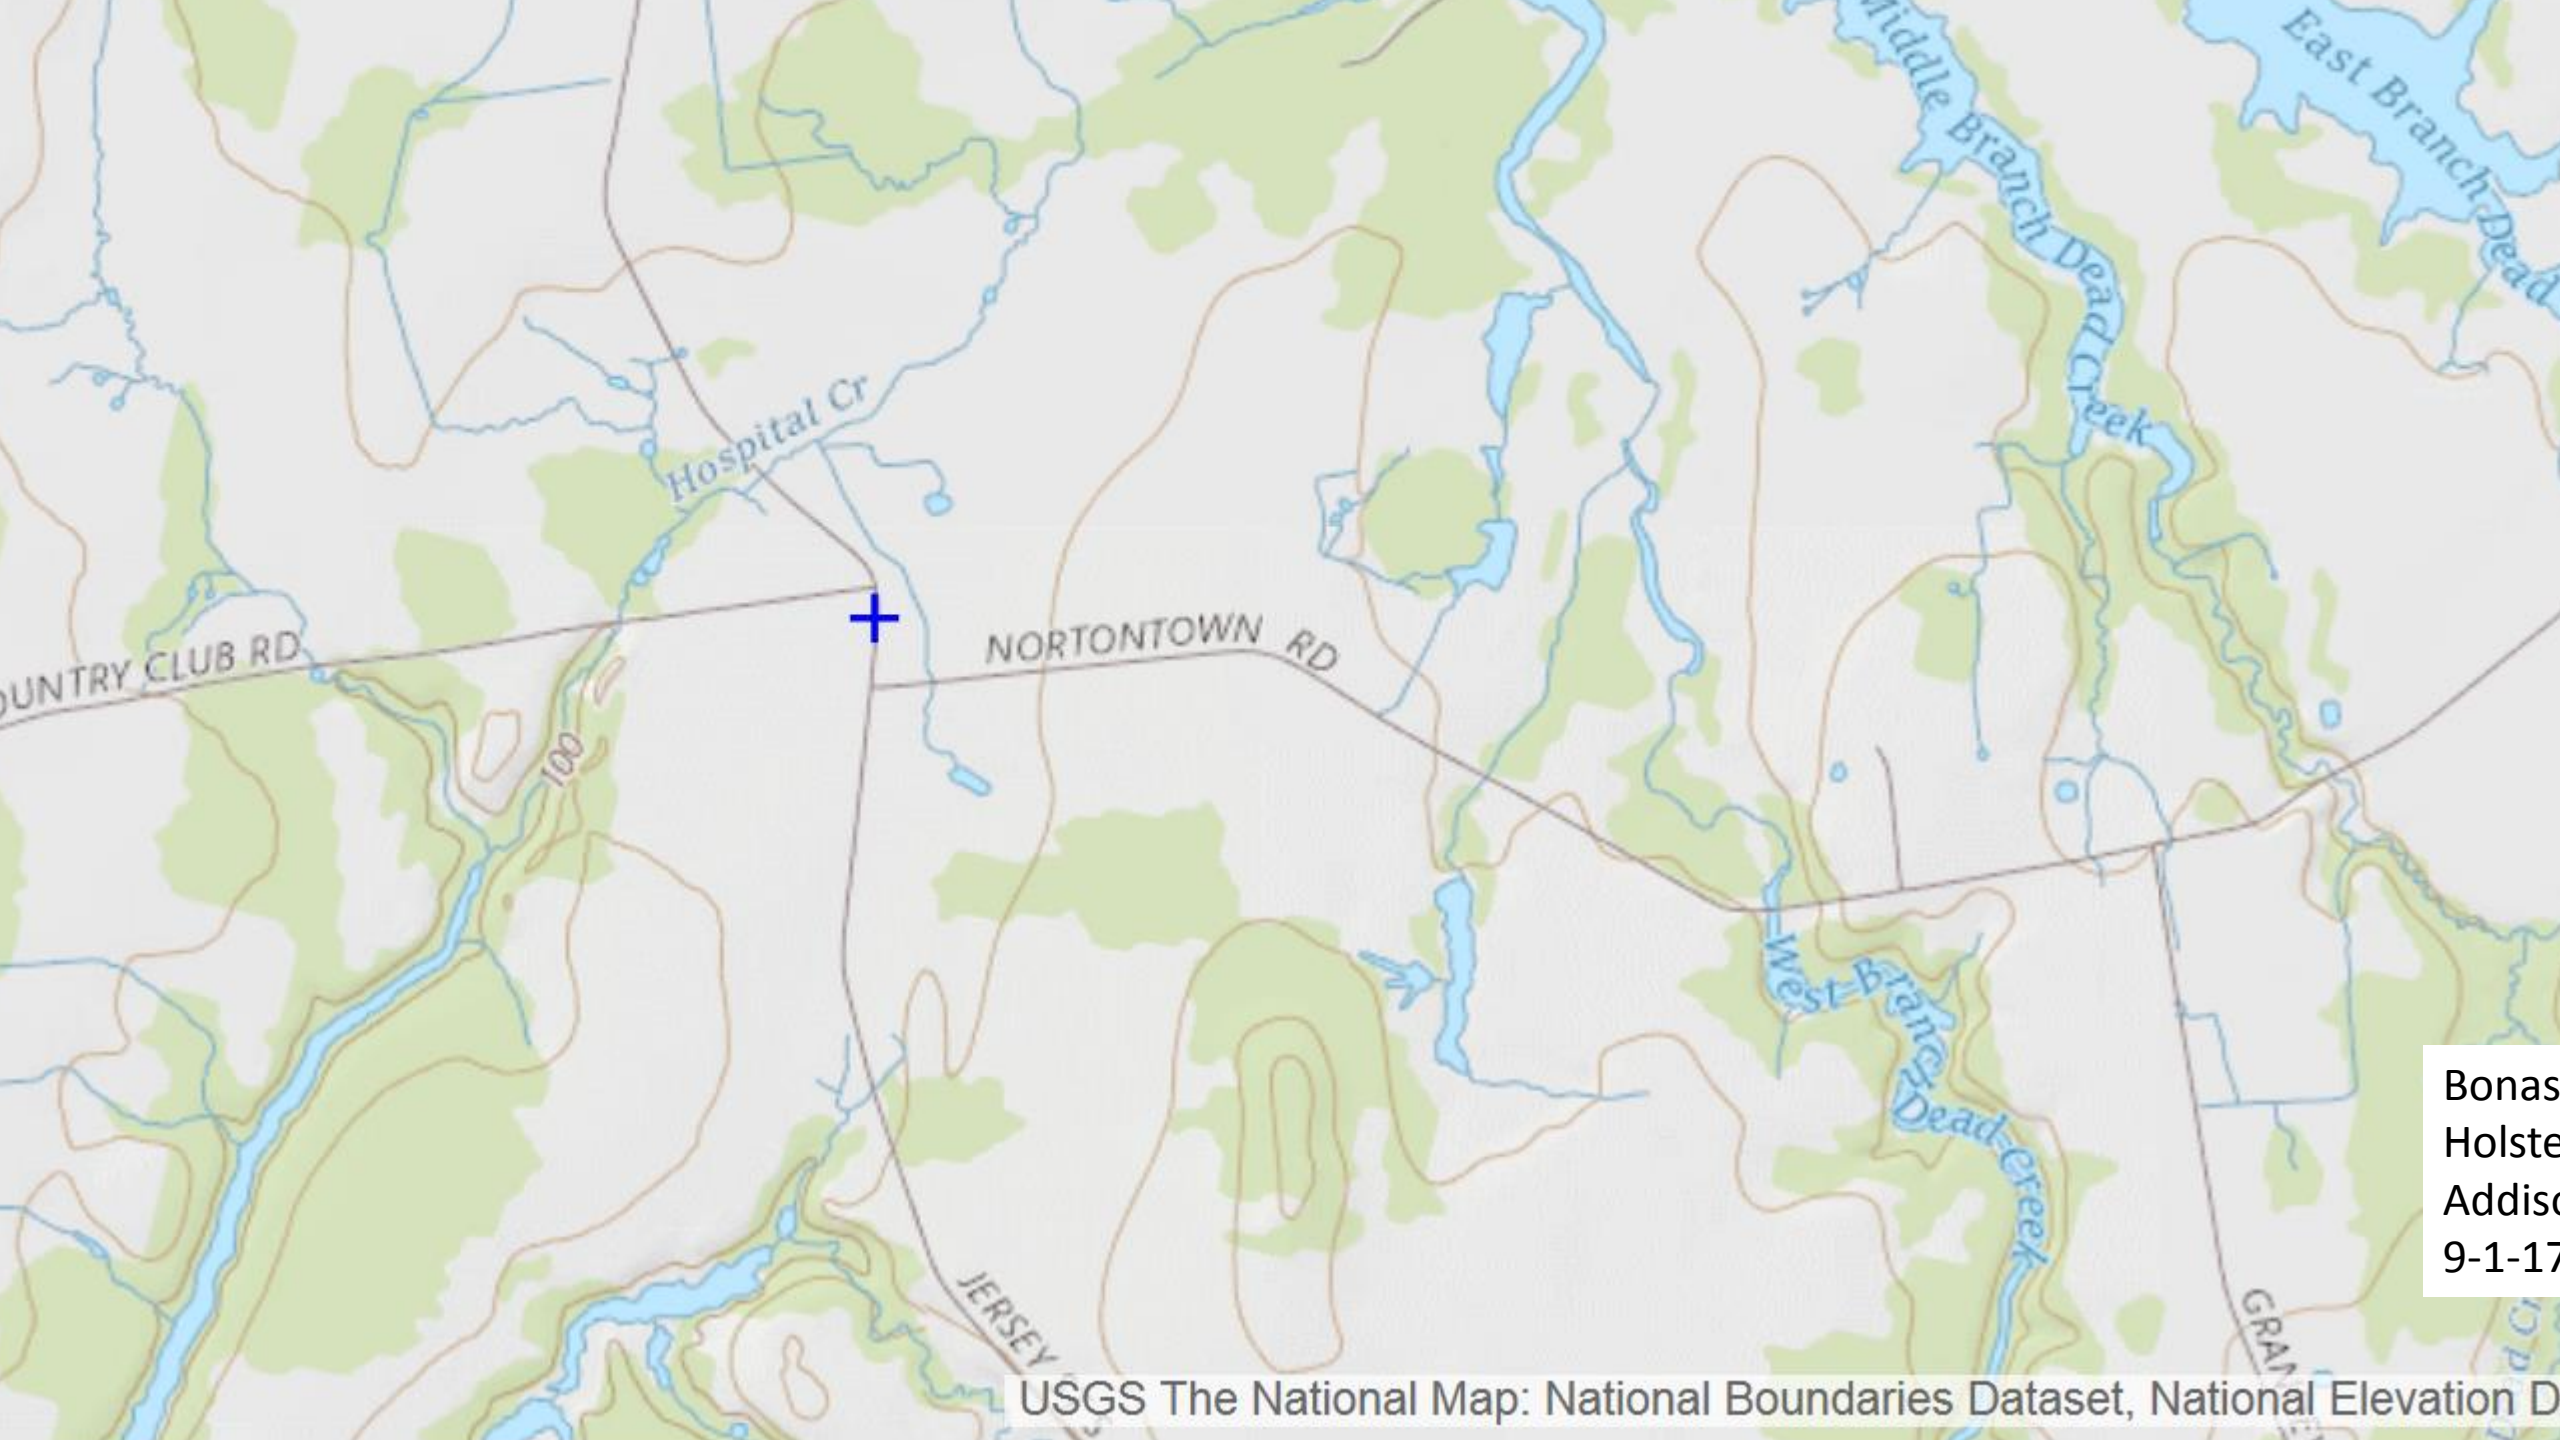 Middle Branch Dead Creek
East Branch Dead
Hospital Cr
NORTONTOWN RD
OUNTRY CLUB RD
100
West Branch Dead Creek
Bonas
Holste
Addiso
9-1-17
JERSEY
GRAN
USGS The National Map: National Boundaries Dataset, National Elevation D